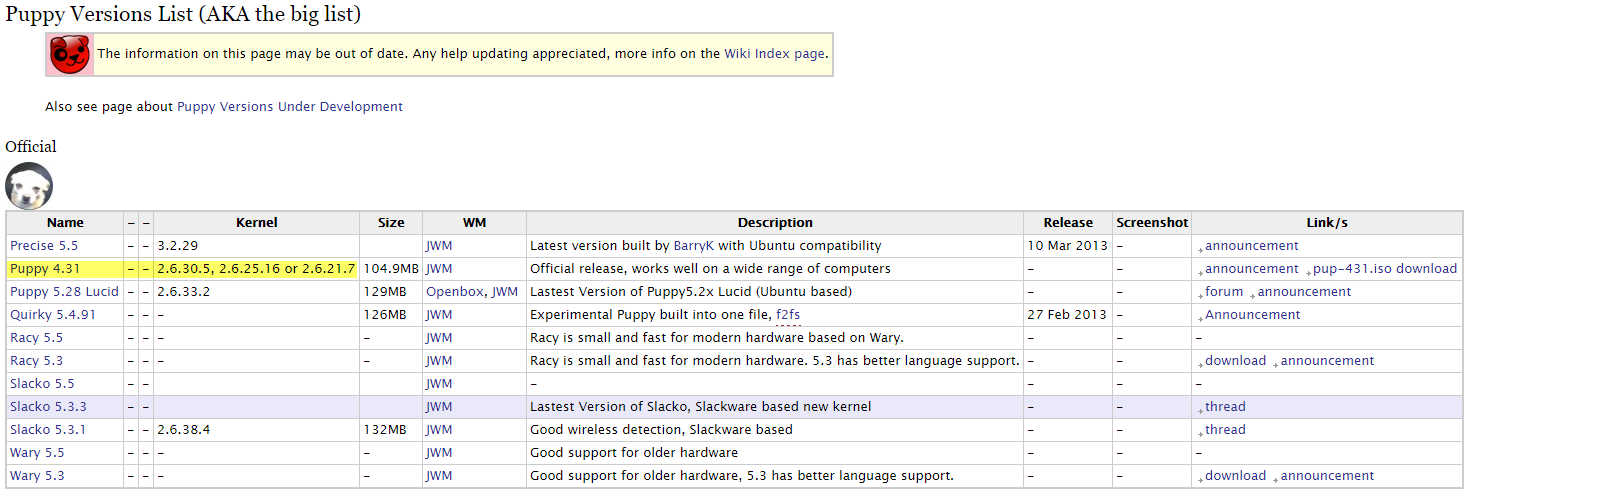 Puppy Versions List (AKA the big list)
The information on this page may be out of date. Any help updating appreciated, more info on the Wiki Index page.
Also see page about Puppy Versions Under Development
Official
Name – – Kernel Size WM Description Release Screenshot Link/s
Precise 5.5 – – 3.2.29 JWM Latest version built by BarryK with Ubuntu compatibility 10 Mar 2013 – announcement
Puppy 4.31 – – 2.6.30.5, 2.6.25.16 or 2.6.21.7 104.9MB JWM Official release, works well on a wide range of computers – – announcement pup-431.iso download
Puppy 5.28 Lucid – – 2.6.33.2 129MB Openbox, JWM Lastest Version of Puppy5.2x Lucid (Ubuntu based) – – forum announcement
Quirky 5.4.91 – – – 126MB JWM Experimental Puppy built into one file, f2fs 27 Feb 2013 – Announcement
Racy 5.5 – – – – JWM Racy is small and fast for modern hardware based on Wary. – – –
Racy 5.3 – – – – JWM Racy is small and fast for modern hardware. 5.3 has better language support. – – download announcement
Slacko 5.5 – – JWM – – – –
Slacko 5.3.3 – – JWM Lastest Version of Slacko, Slackware based new kernel – – thread
Slacko 5.3.1 – – 2.6.38.4 132MB JWM Good wireless detection, Slackware based – – thread
Wary 5.5 – – – – JWM Good support for older hardware – – –
Wary 5.3 – – – – JWM Good support for older hardware, 5.3 has better language support. – – download announcement